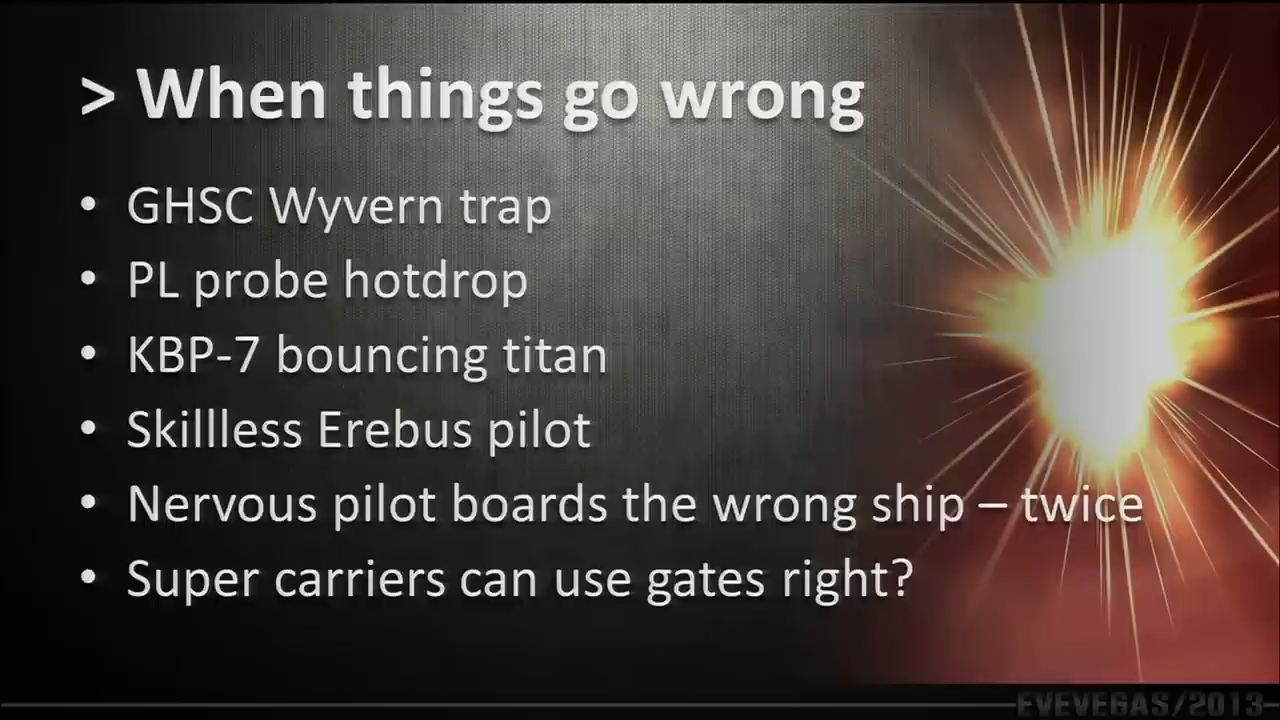 > When things go wrong
• GHSC Wyvern trap
• PL probe hotdrop
• KBP-7 bouncing titan
• Skillless Erebus pilot
• Nervous pilot boards the wrong ship – twice
• Super carriers can use gates right?
EVEVEGAS/2013